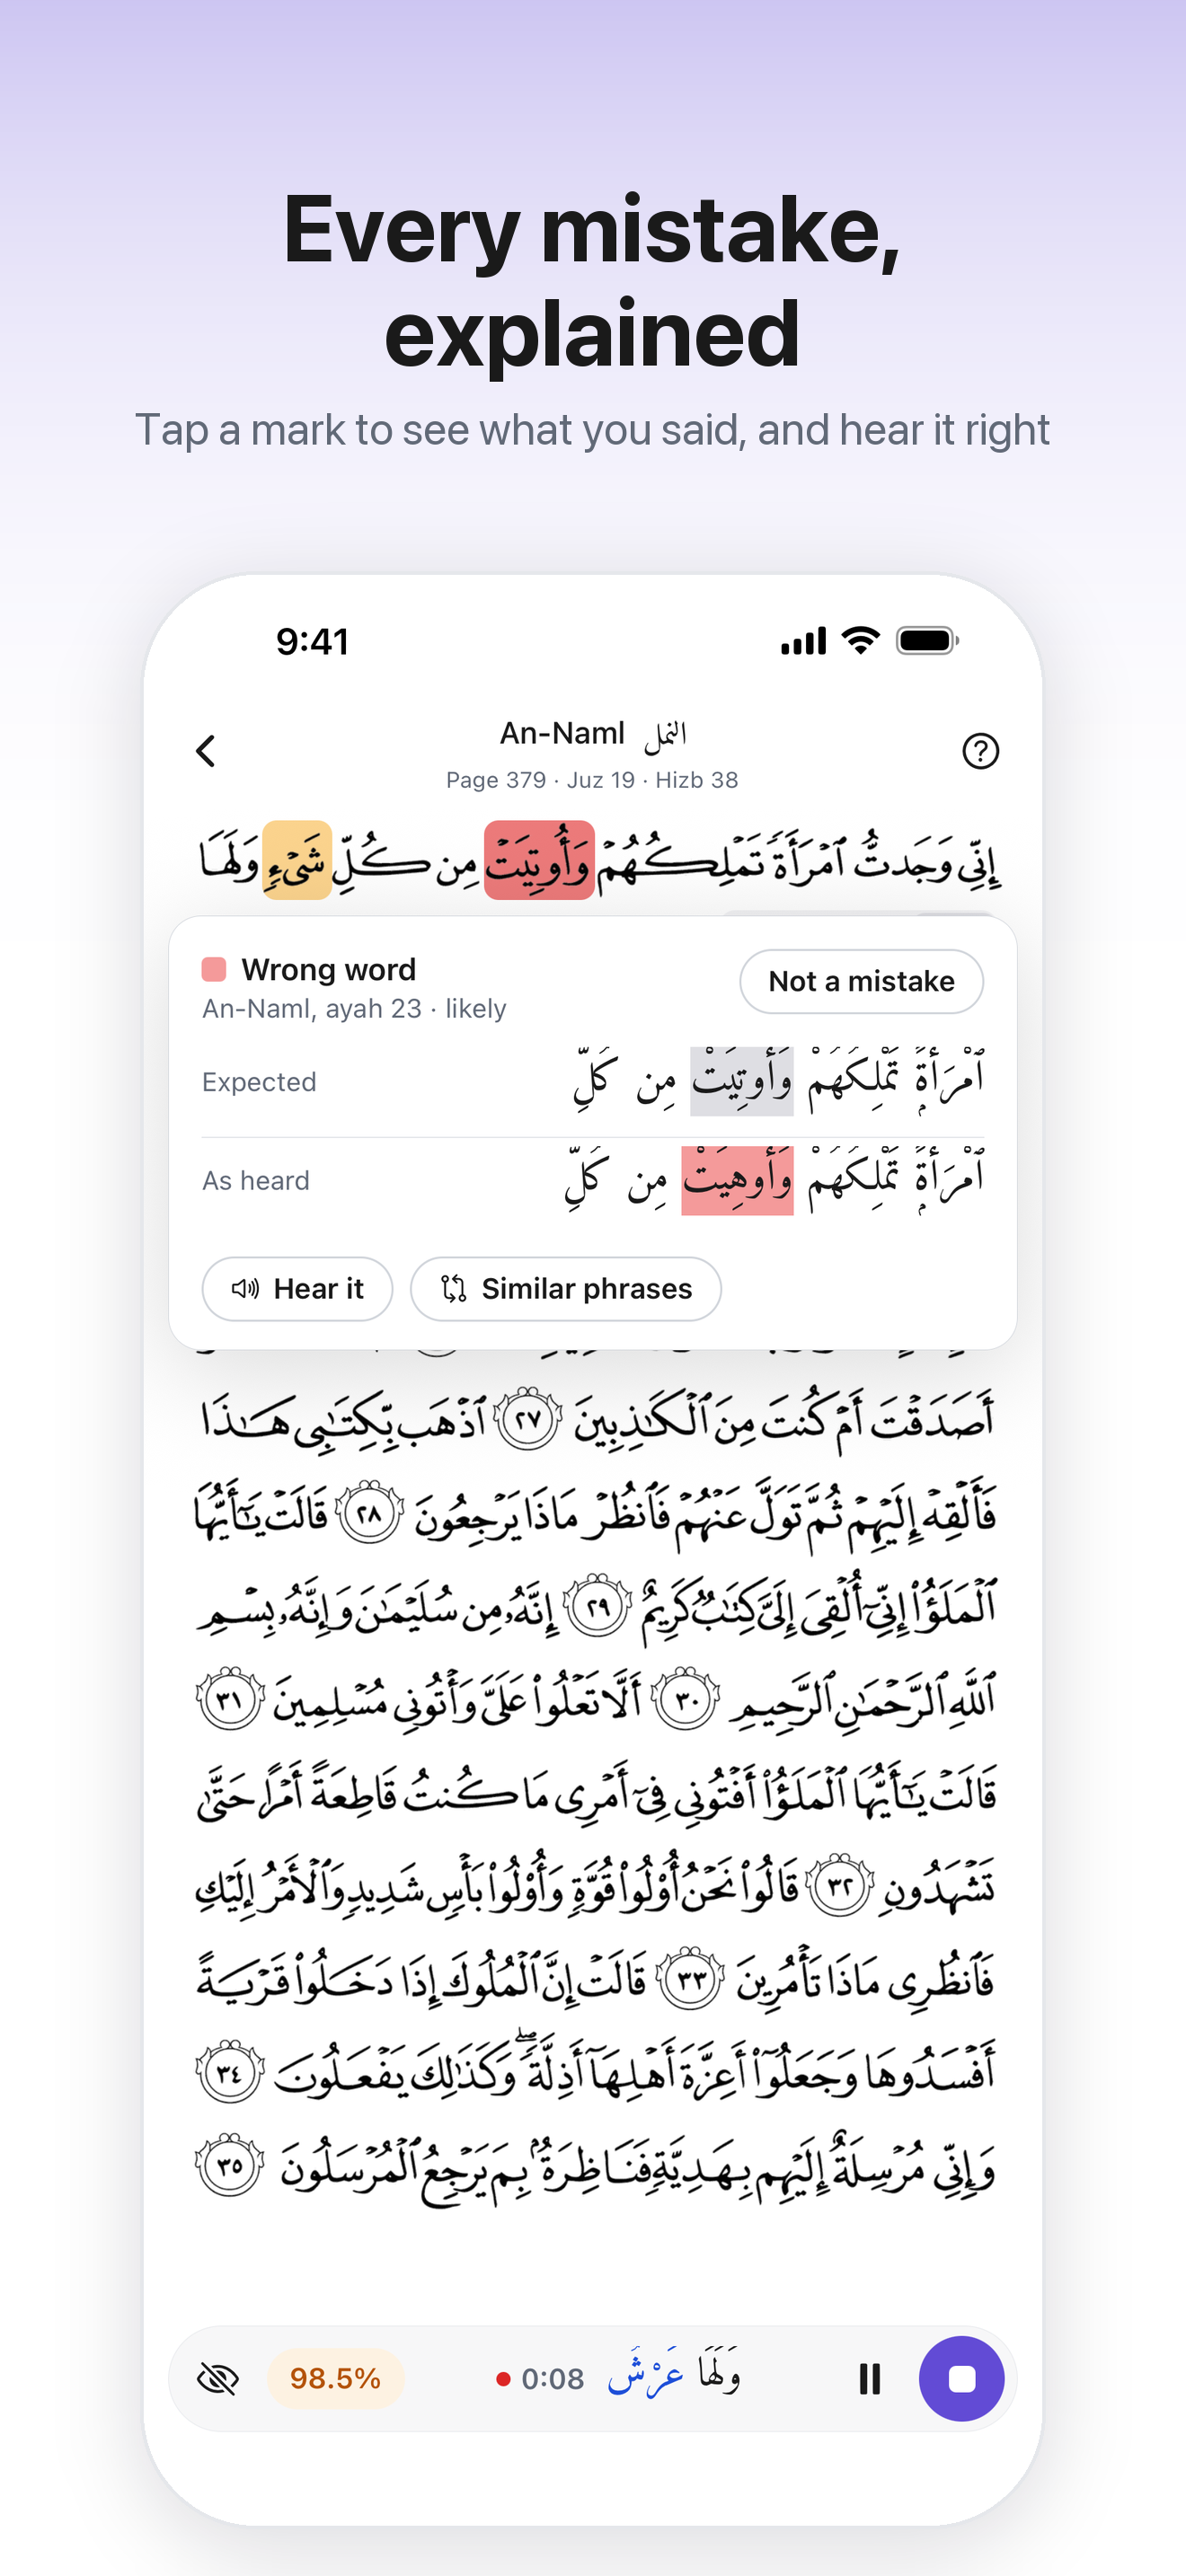 Every mistake,
explained
Tap a mark to see what you said, and hear it right
9:41
An-Naml النمل
Page 379 · Juz 19 · Hizb 38
إِنِّي وَجَدتُّ ٱمْرَأَةً تَمْلِكُهُمْ وَأُوتِيَتْ مِن كُلِّ شَىْءٍ وَلَهَا
Wrong word
Not a mistake
An-Naml, ayah 23 · likely
Expected ٱمْرَأَةً تَمْلِكُهُمْ وَأُوتِيَتْ مِن كُلِّ
As heard ٱمْرَأَةً تَمْلِكُهُمْ وَأُوهِيَتْ مِن كُلِّ
Hear it
Similar phrases
أَصَدَقْتَ أَمْ كُنتَ مِنَ ٱلْكَٰذِبِينَ ٢٧ ٱذْهَب بِّكِتَٰبِى هَٰذَا
فَأَلْقِهْ إِلَيْهِمْ ثُمَّ تَوَلَّ عَنْهُمْ فَٱنظُرْ مَاذَا يَرْجِعُونَ ٢٨ قَالَتْ يَٰٓأَيُّهَا
ٱلْمَلَؤُا۟ إِنِّىٓ أُلْقِىَ إِلَىَّ كِتَٰبٌ كَرِيمٌ ٢٩ إِنَّهُۥ مِن سُلَيْمَٰنَ وَإِنَّهُۥ بِسْمِ
ٱللَّهِ ٱلرَّحْمَٰنِ ٱلرَّحِيمِ ٣٠ أَلَّا تَعْلُوا۟ عَلَىَّ وَأْتُونِى مُسْلِمِينَ ٣١
قَالَتْ يَٰٓأَيُّهَا ٱلْمَلَؤُا۟ أَفْتُونِى فِىٓ أَمْرِى مَا كُنتُ قَاطِعَةً أَمْرًا حَتَّىٰ
تَشْهَدُونِ ٣٢ قَالُوا۟ نَحْنُ أُو۟لُوا۟ قُوَّةٍ وَأُو۟لُوا۟ بَأْسٍ شَدِيدٍ وَٱلْأَمْرُ إِلَيْكِ
فَٱنظُرِى مَاذَا تَأْمُرِينَ ٣٣ قَالَتْ إِنَّ ٱلْمُلُوكَ إِذَا دَخَلُوا۟ قَرْيَةً
أَفْسَدُوهَا وَجَعَلُوٓا۟ أَعِزَّةَ أَهْلِهَآ أَذِلَّةً ۖ وَكَذَٰلِكَ يَفْعَلُونَ ٣٤
وَإِنِّى مُرْسِلَةٌ إِلَيْهِم بِهَدِيَّةٍ فَنَاظِرَةٌۢ بِمَ يَرْجِعُ ٱلْمُرْسَلُونَ ٣٥
98.5% 0:08 وَلَهَا عَرْشٌ